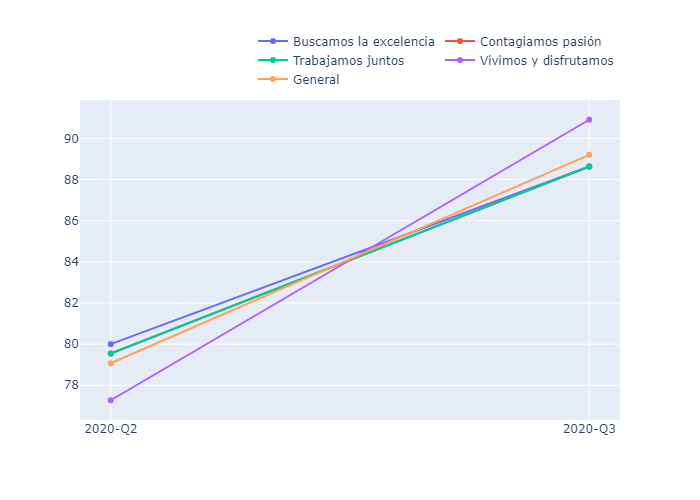 Buscamos la excelencia Contagiamos pasión
Trabajamos juntos Vivimos y disfrutamos
General
90
88
86
84
82
80
78
2020-Q2 2020-Q3